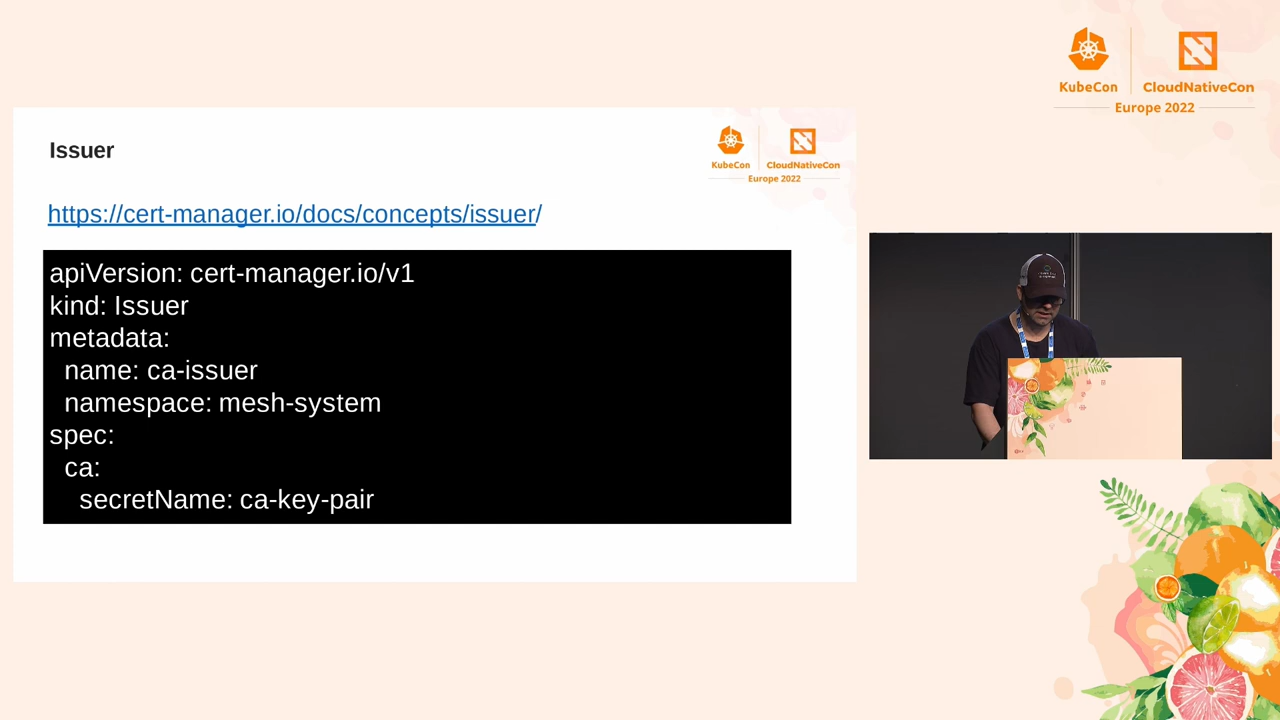 KubeCon
CloudNativeCon
Europe 2022
Issuer
KubeCon
CloudNativeCon
Europe 2022
https://cert-manager.io/docs/concepts/issuer/
apiVersion: cert-manager.io/v1
kind: Issuer
metadata:
  name: ca-issuer
  namespace: mesh-system
spec:
  ca:
    secretName: ca-key-pair